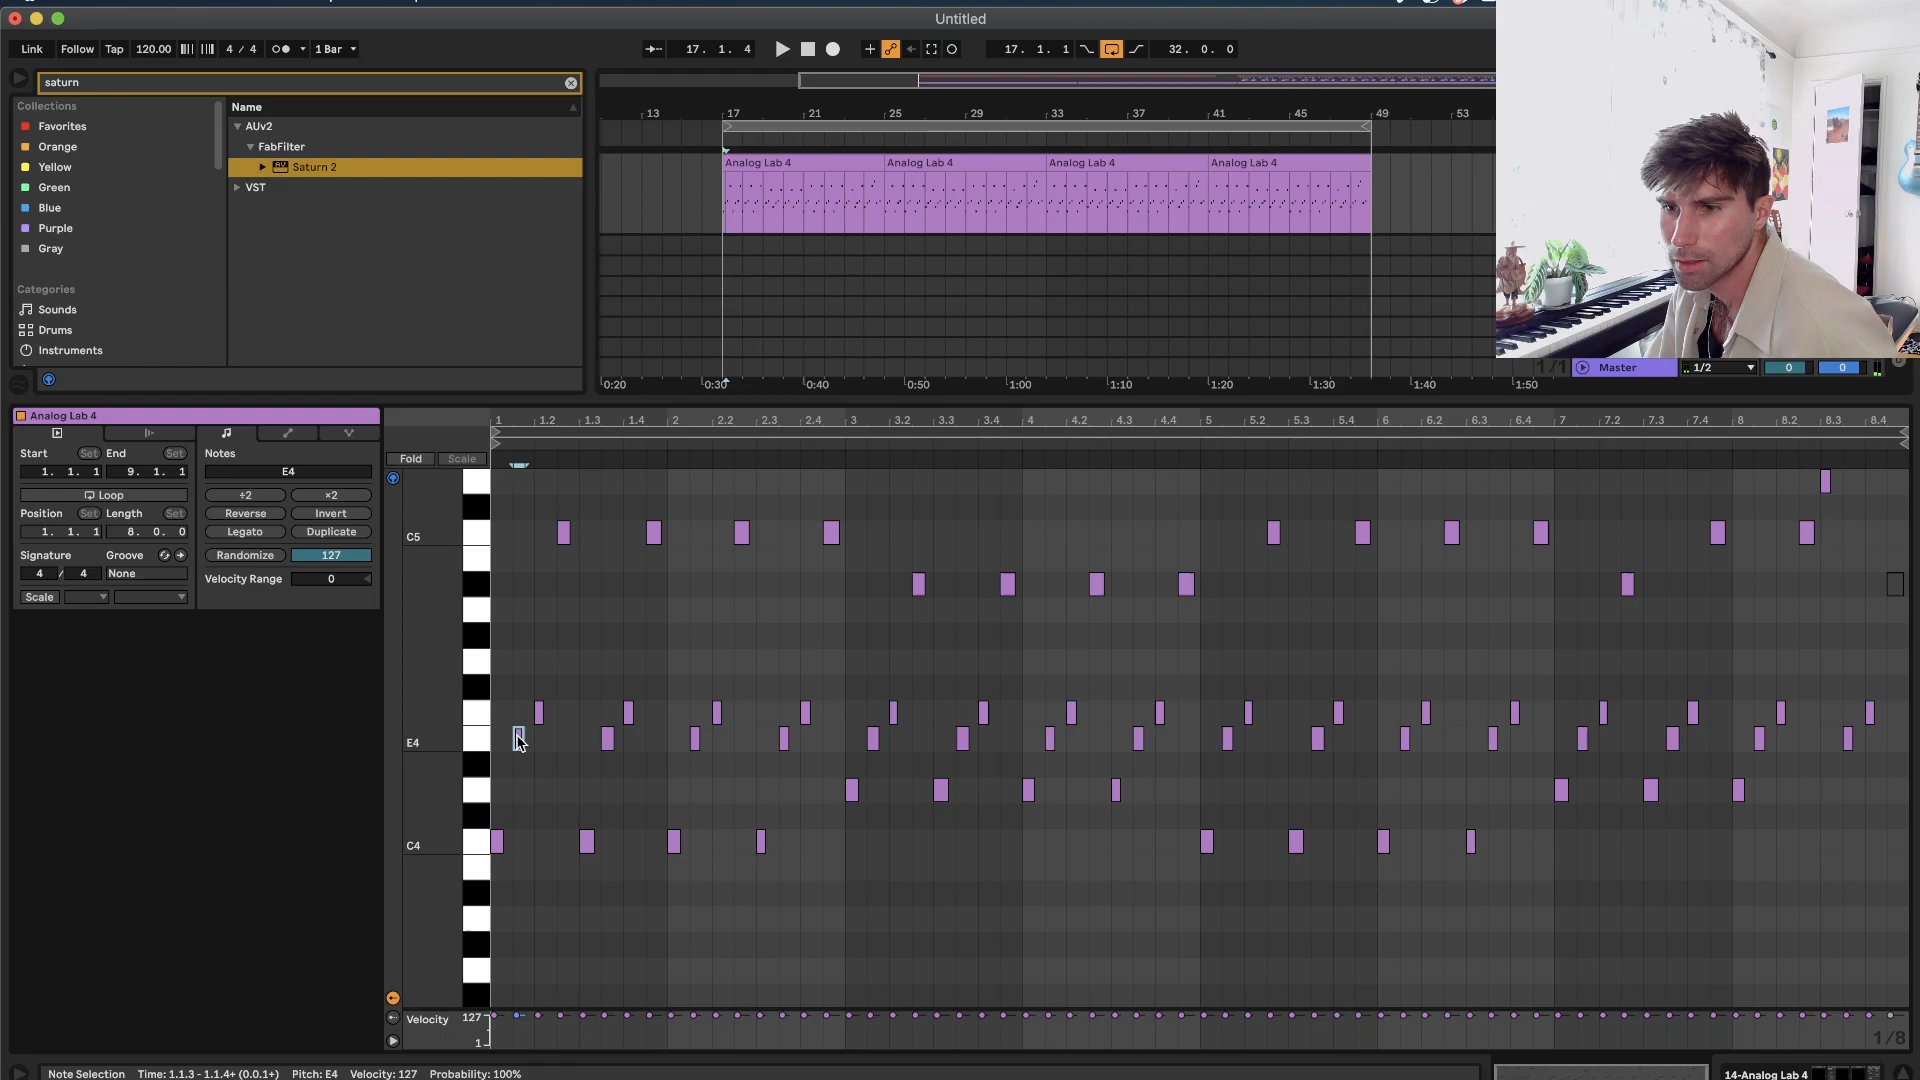 Untitled
Link Follow Tap 120.00 4 / 4 1 Bar 17. 1. 4 17. 1. 1 32. 0. 0
saturn
Collections
Favorites
Orange
Yellow
Green
Blue
Purple
Gray
Categories
Sounds
Drums
Instruments
Name
AUv2
FabFilter
Saturn 2
VST
13 17 21 25 29 33 37 41 45 49 53
Analog Lab 4 Analog Lab 4 Analog Lab 4 Analog Lab 4
0:20 0:30 0:40 0:50 1:00 1:10 1:20 1:30 1:40 1:50
1/1 Master 1/2 0 0
Analog Lab 4
Start Set End Set
1. 1. 1 9. 1. 1
Loop
Position Set Length Set
1. 1. 1 8. 0. 0
Signature Groove
4 / 4 None
Scale
Notes
E4
÷2 ×2
Reverse Invert
Legato Duplicate
Randomize 127
Velocity Range 0
1 1.2 1.3 1.4 2 2.2 2.3 2.4 3 3.2 3.3 3.4 4 4.2 4.3 4.4 5 5.2 5.3 5.4 6 6.2 6.3 6.4 7 7.2 7.3 7.4 8 8.2 8.3 8.4
Fold Scale
C5
E4
C4
Velocity 127
1
1/8
Note Selection Time: 1.1.3 - 1.1.4+ (0.0.1+) Pitch: E4 Velocity: 127 Probability: 100%
14-Analog Lab 4